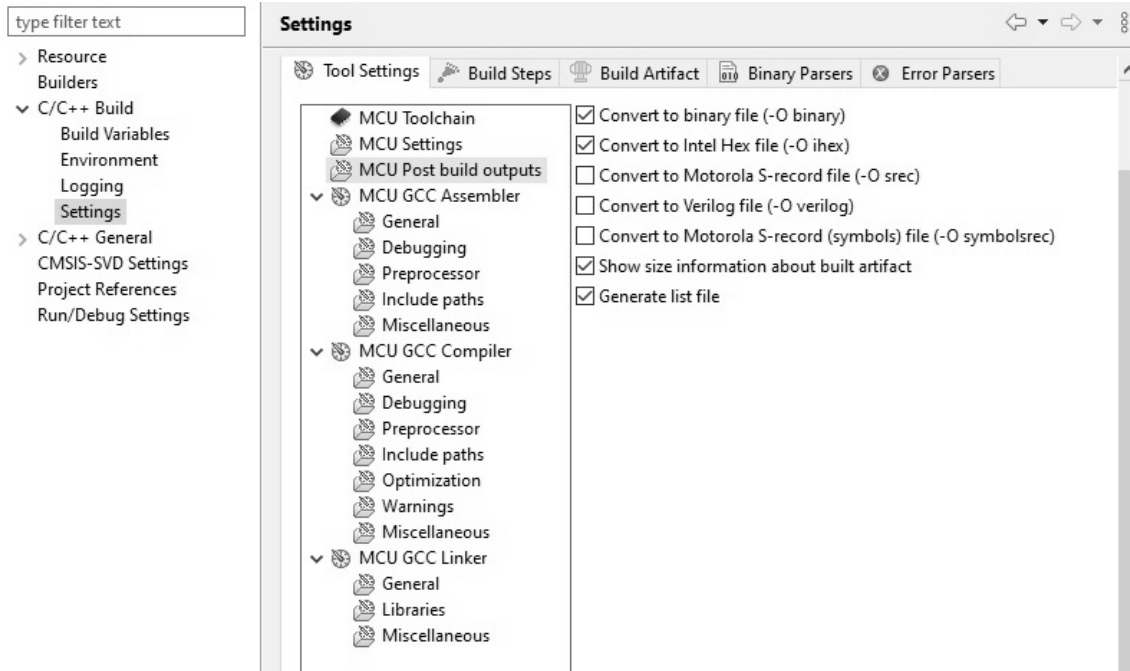 type filter text
Resource
Builders
C/C++ Build
Build Variables
Environment
Logging
Settings
C/C++ General
CMSIS-SVD Settings
Project References
Run/Debug Settings
Settings
Tool Settings
Build Steps
Build Artifact
Binary Parsers
Error Parsers
MCU Toolchain
MCU Settings
MCU Post build outputs
MCU GCC Assembler
General
Debugging
Preprocessor
Include paths
Miscellaneous
MCU GCC Compiler
General
Debugging
Preprocessor
Include paths
Optimization
Warnings
Miscellaneous
MCU GCC Linker
General
Libraries
Miscellaneous
Convert to binary file (-O binary)
Convert to Intel Hex file (-O ihex)
Convert to Motorola S-record file (-O srec)
Convert to Verilog file (-O verilog)
Convert to Motorola S-record (symbols) file (-O symbolsrec)
Show size information about built artifact
Generate list file